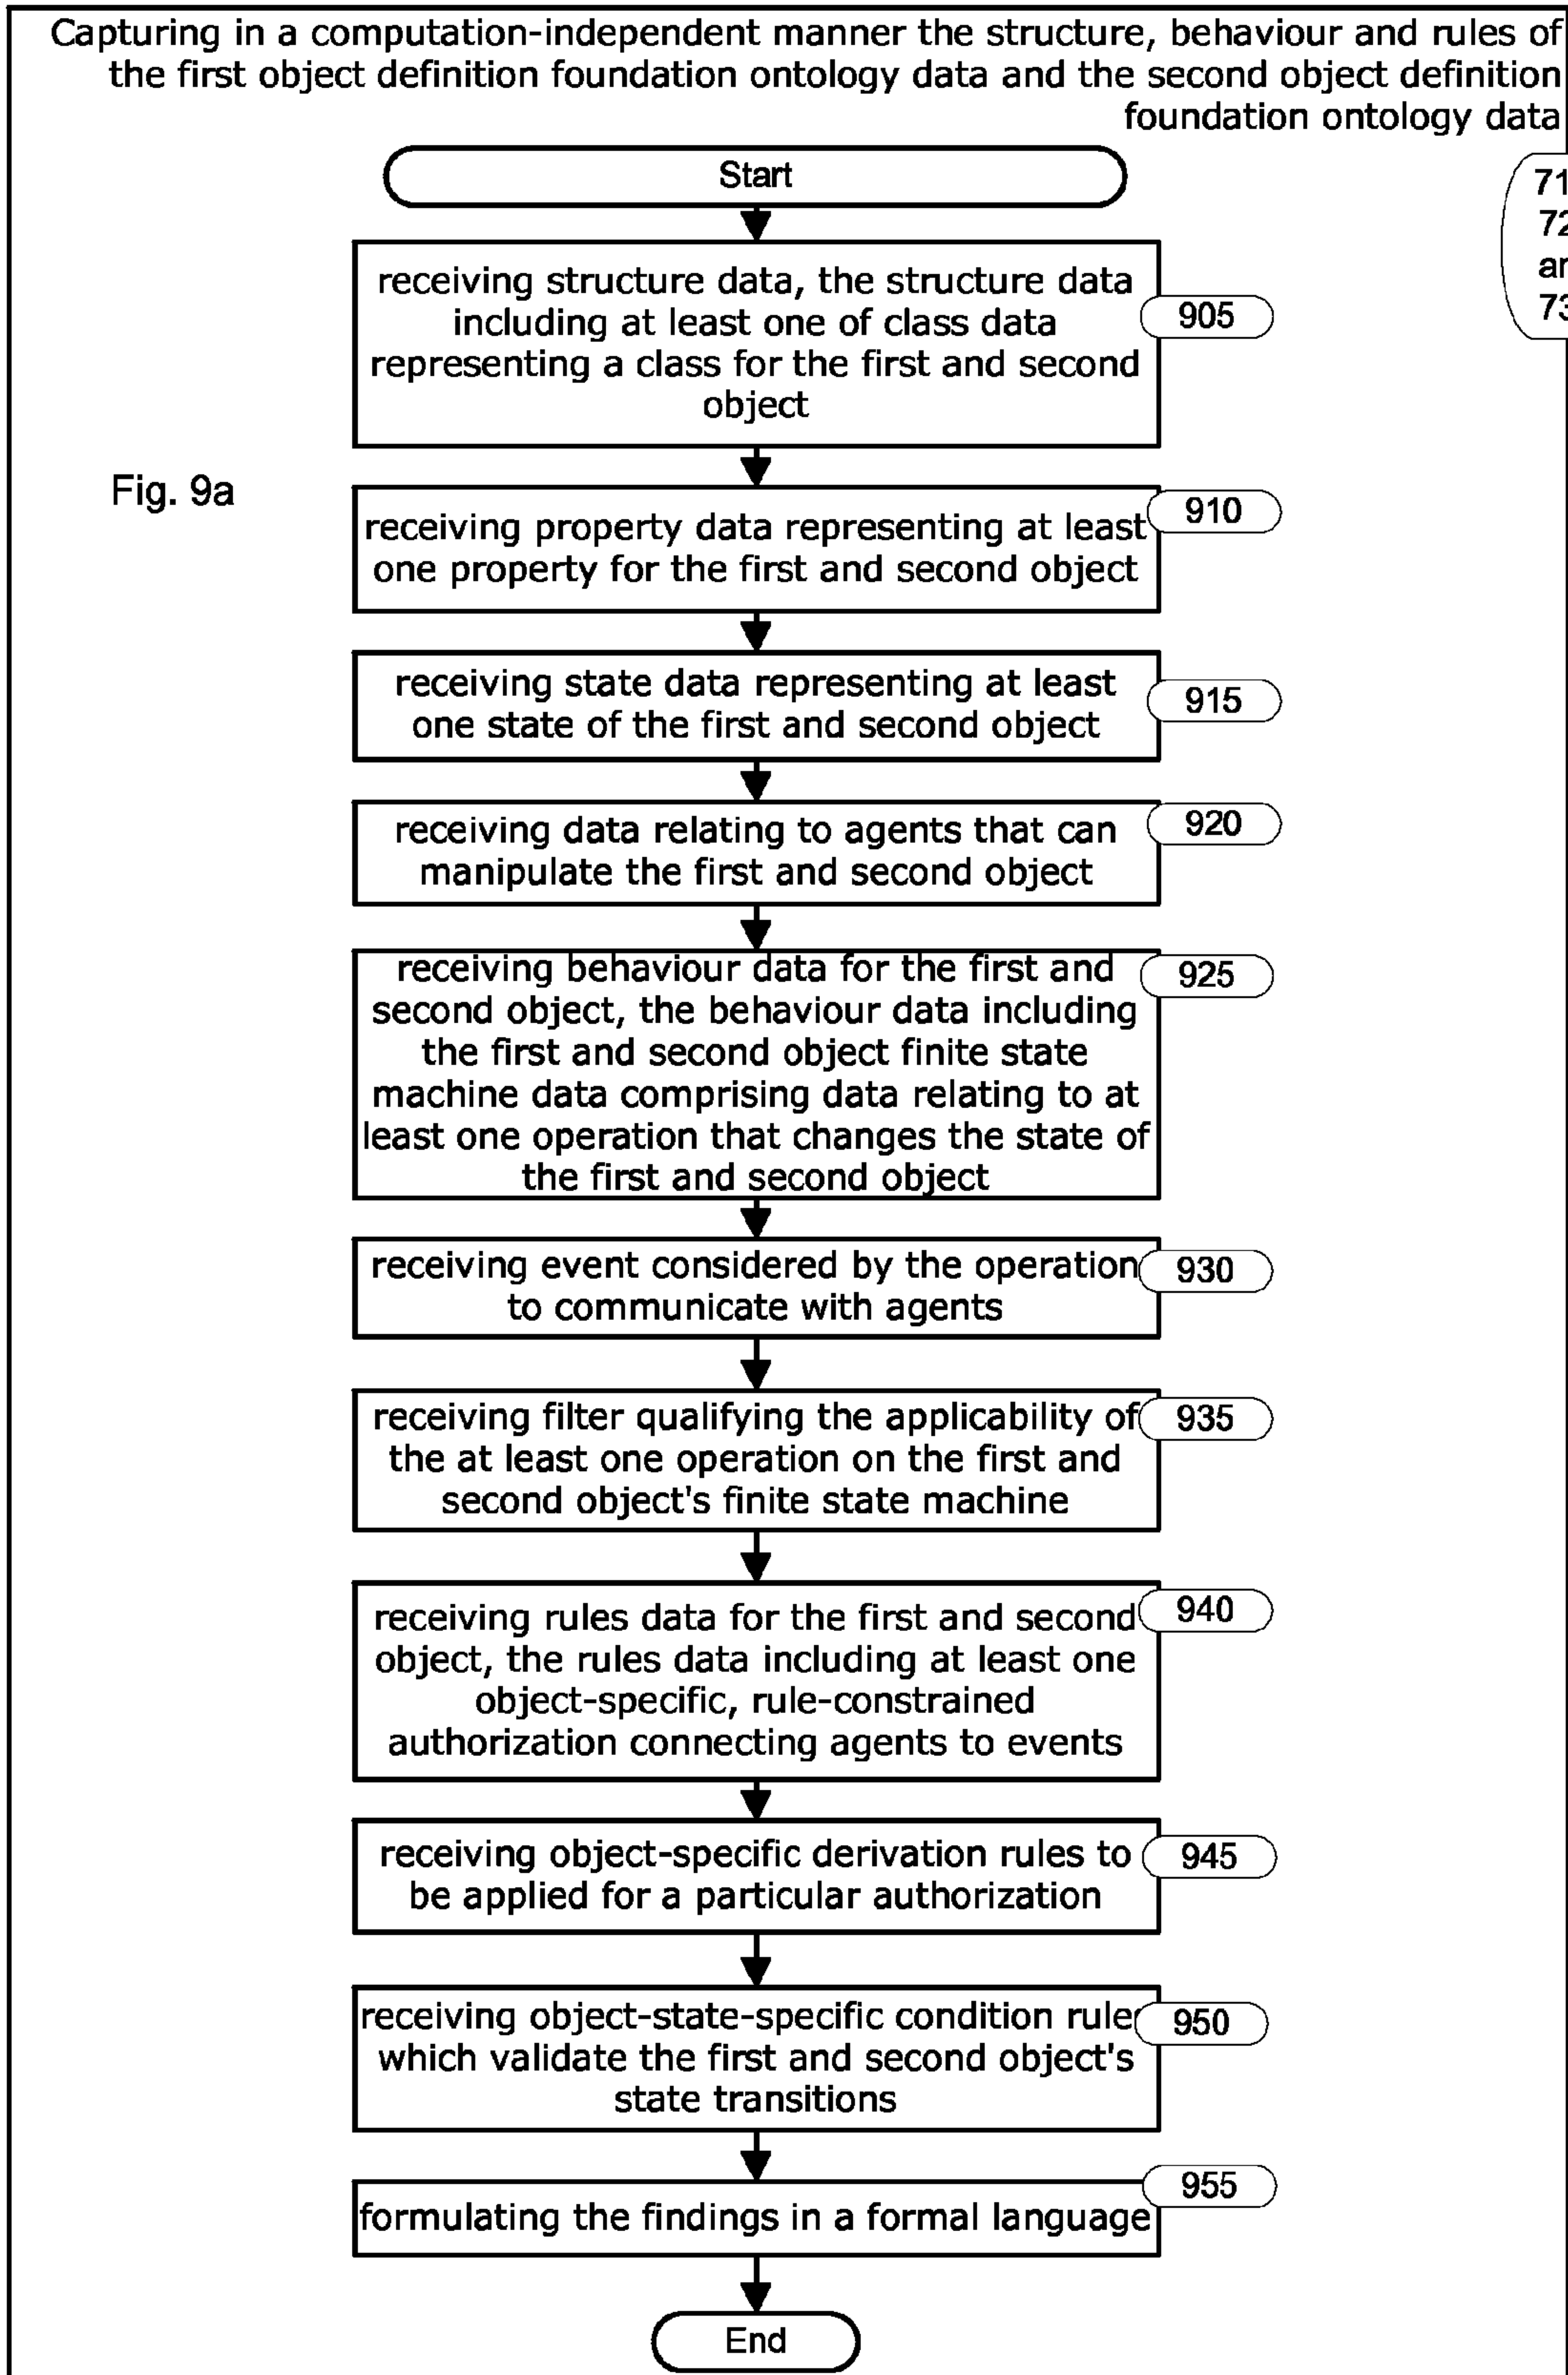 Capturing in a computation-independent manner the structure, behaviour and rules of
the first object definition foundation ontology data and the second object definition
foundation ontology data
Start
71
72
73
receiving structure data, the structure data
including at least one of class data
representing a class for the first and second
object
905
Fig. 9a
receiving property data representing at least
one property for the first and second object
910
receiving state data representing at least
one state of the first and second object
915
receiving data relating to agents that can
manipulate the first and second object
920
receiving behaviour data for the first and
second object, the behaviour data including
the first and second object finite state
machine data comprising data relating to at
least one operation that changes the state of
the first and second object
925
receiving event considered by the operation
to communicate with agents
930
receiving filter qualifying the applicability of
the at least one operation on the first and
second object's finite state machine
935
receiving rules data for the first and second
object, the rules data including at least one
object-specific, rule-constrained
authorization connecting agents to events
940
receiving object-specific derivation rules to
be applied for a particular authorization
945
receiving object-state-specific condition rules
which validate the first and second object's
state transitions
950
formulating the findings in a formal language
955
End